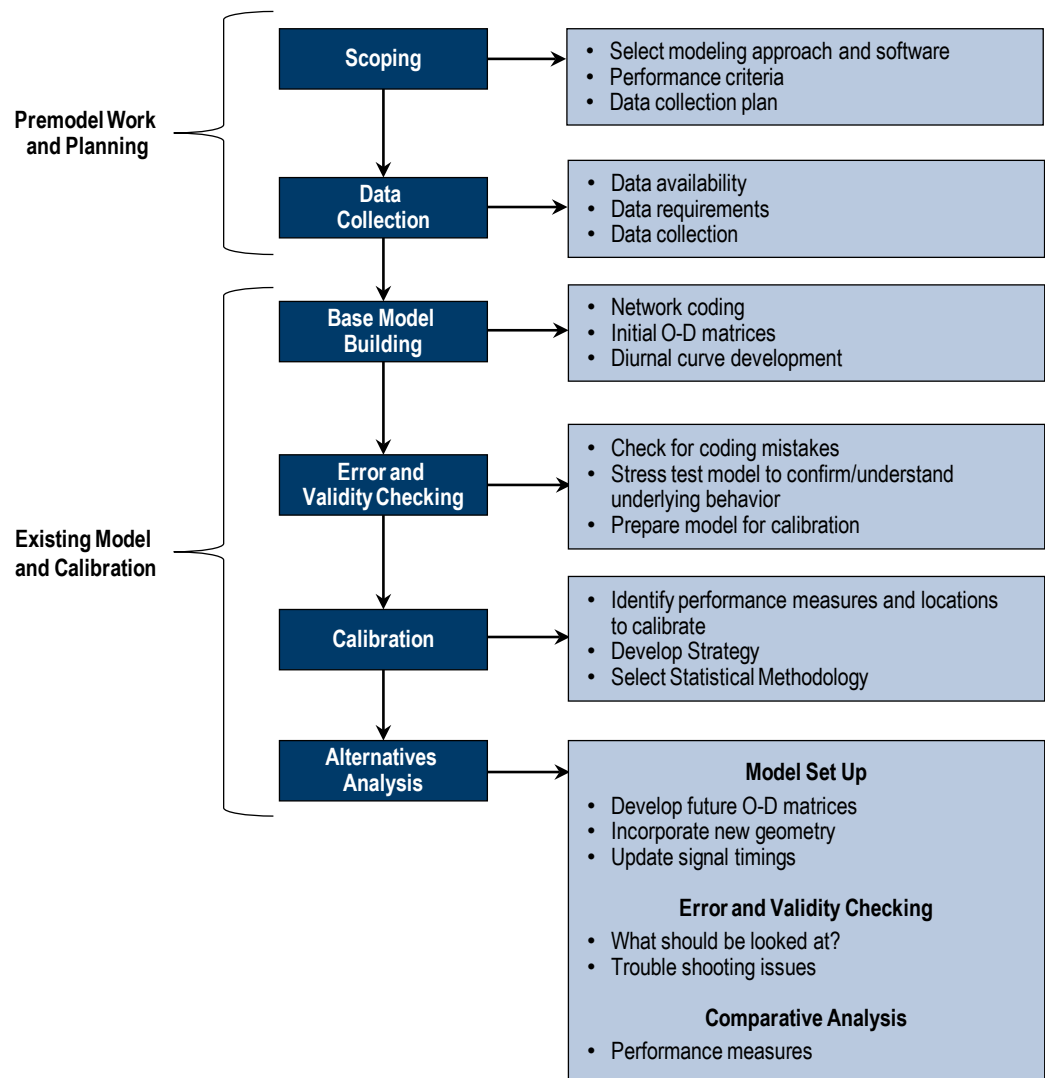 Premodel Work
and Planning
Scoping
• Select modeling approach and software
• Performance criteria
• Data collection plan
Data
Collection
• Data availability
• Data requirements
• Data collection
Existing Model
and Calibration
Base Model
Building
• Network coding
• Initial O-D matrices
• Diurnal curve development
Error and
Validity Checking
• Check for coding mistakes
• Stress test model to confirm/understand
underlying behavior
• Prepare model for calibration
Calibration
• Identify performance measures and locations
to calibrate
• Develop Strategy
• Select Statistical Methodology
Alternatives
Analysis
Model Set Up
• Develop future O-D matrices
• Incorporate new geometry
• Update signal timings
Error and Validity Checking
• What should be looked at?
• Trouble shooting issues
Comparative Analysis
• Performance measures